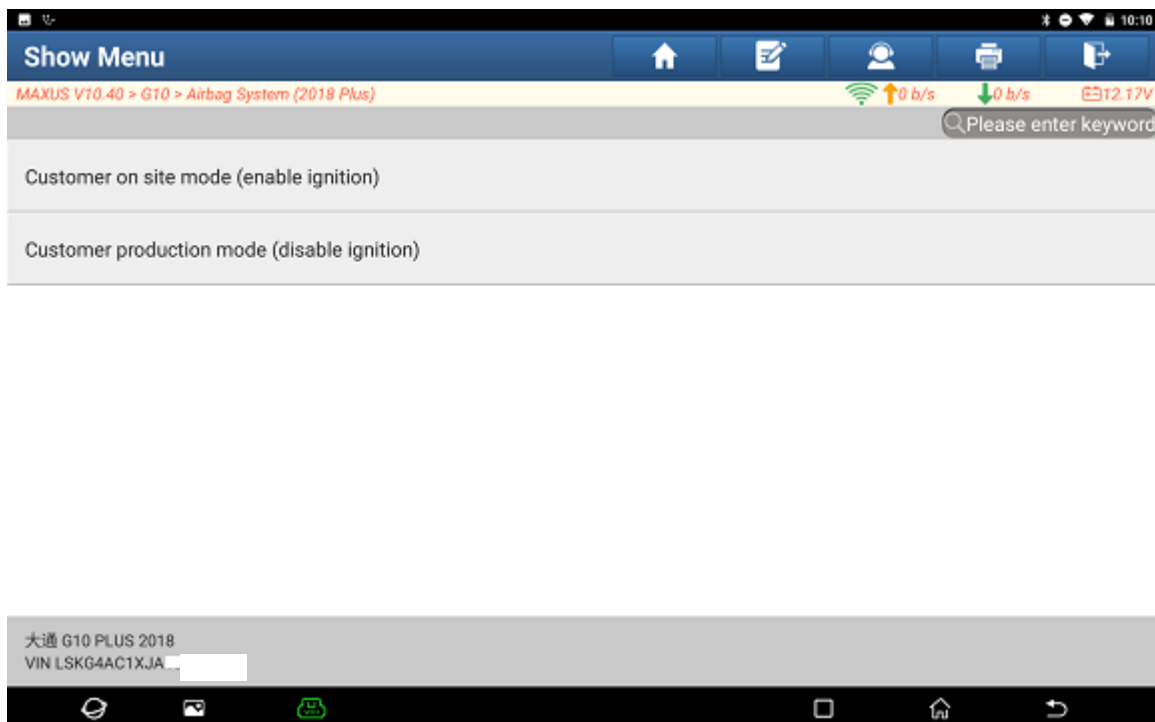 10:10
Show Menu
MAXUS V10.40 > G10 > Airbag System (2018 Plus)
0 b/s
0 b/s
12.17V
Please enter keyword
Customer on site mode (enable ignition)
Customer production mode (disable ignition)
大通 G10 PLUS 2018
VIN LSKG4AC1XJA